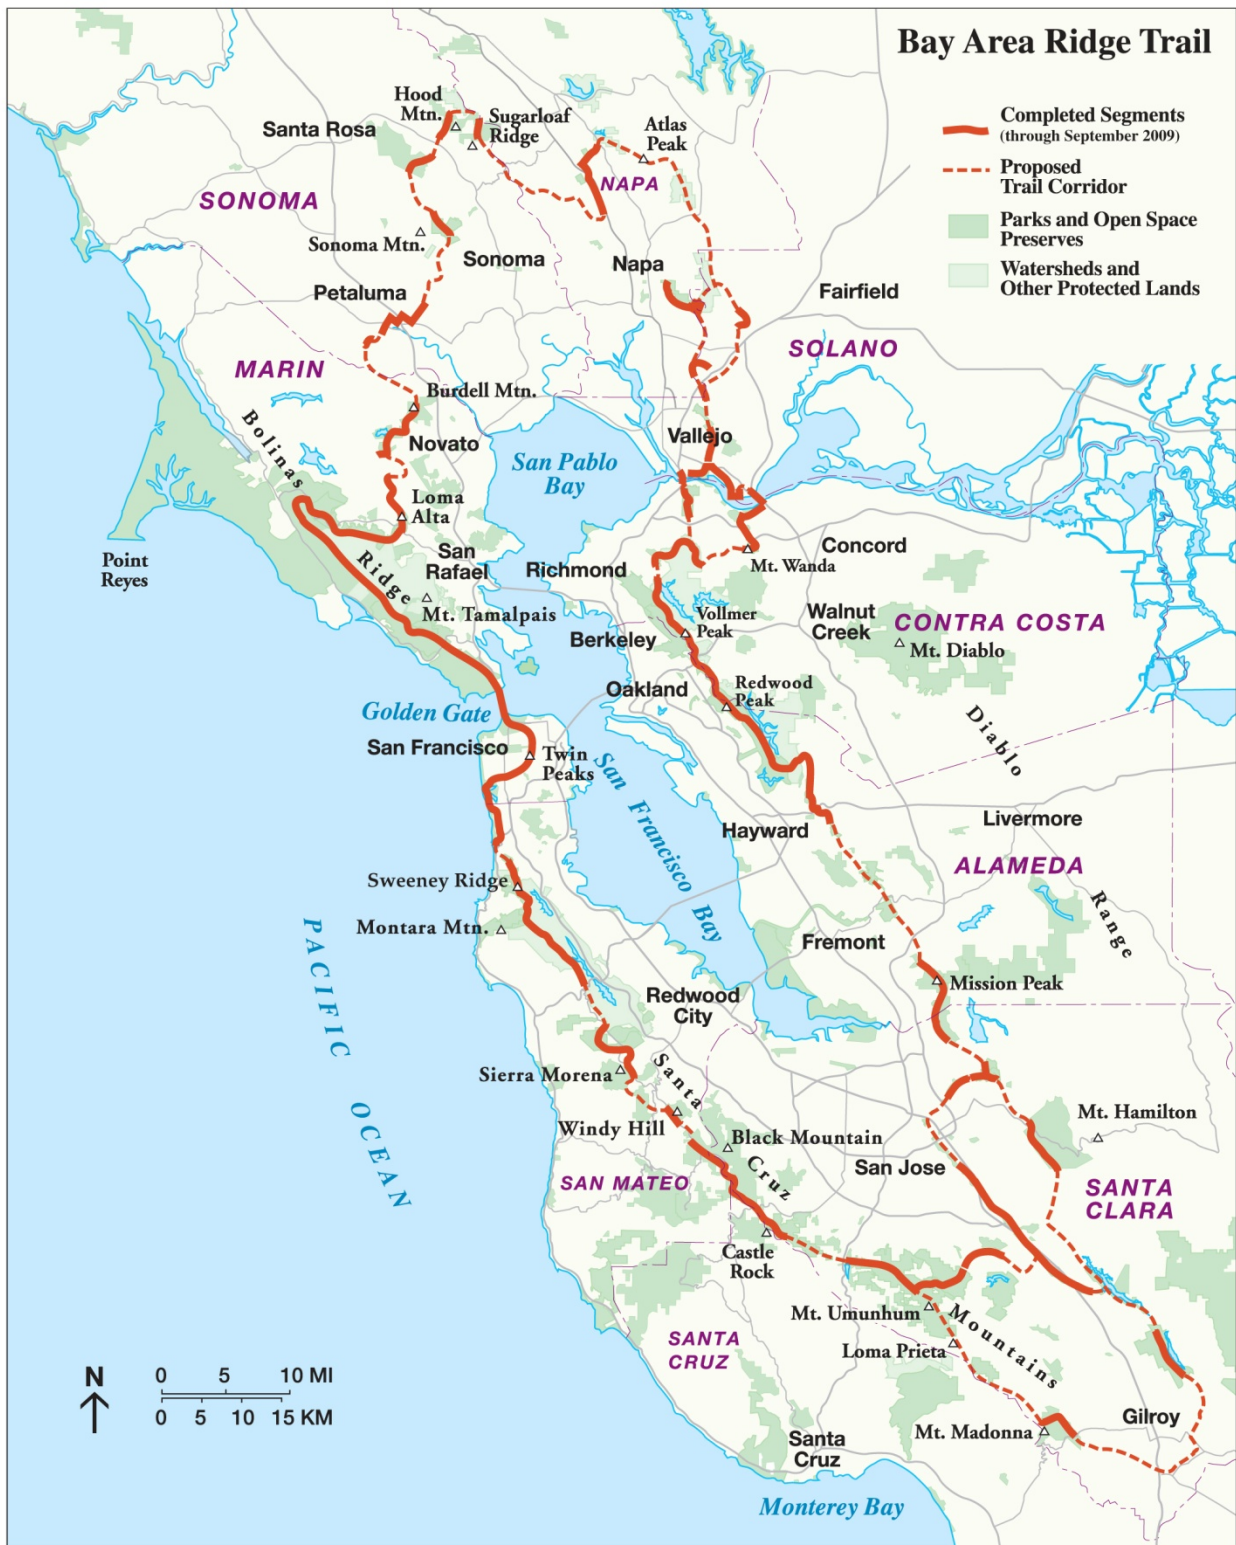 Bay Area Ridge Trail
Completed Segments
(through September 2009)
Proposed
Trail Corridor
Parks and Open Space
Preserves
Watersheds and
Other Protected Lands
Hood
Mtn.
Sugarloaf
Ridge
Santa Rosa
Atlas
Peak
NAPA
SONOMA
Sonoma Mtn.
Sonoma
Napa
Petaluma
Fairfield
SOLANO
MARIN
Burdell Mtn.
Bolinas
Novato
Vallejo
San Pablo
Bay
Loma
Alta
Point
Reyes
Ridge
San
Rafael
Richmond
Concord
Mt. Wanda
Mt. Tamalpais
Berkeley
Vollmer
Peak
Walnut
Creek
CONTRA COSTA
Mt. Diablo
Oakland
Redwood
Peak
Golden Gate
San Francisco
Twin
Peaks
Diablo
San Francisco Bay
Hayward
Livermore
ALAMEDA
Sweeney Ridge
Montara Mtn.
Range
Fremont
PACIFIC OCEAN
Mission Peak
Redwood
City
Sierra Morena
Santa
Windy Hill
Mt. Hamilton
Black Mountain
San Jose
Cruz
SAN MATEO
SANTA
CLARA
Castle
Rock
Mt. Umunhum
Mountains
Loma Prieta
SANTA
CRUZ
N
0 5 10 MI
0 5 10 15 KM
Gilroy
Mt. Madonna
Santa
Cruz
Monterey Bay